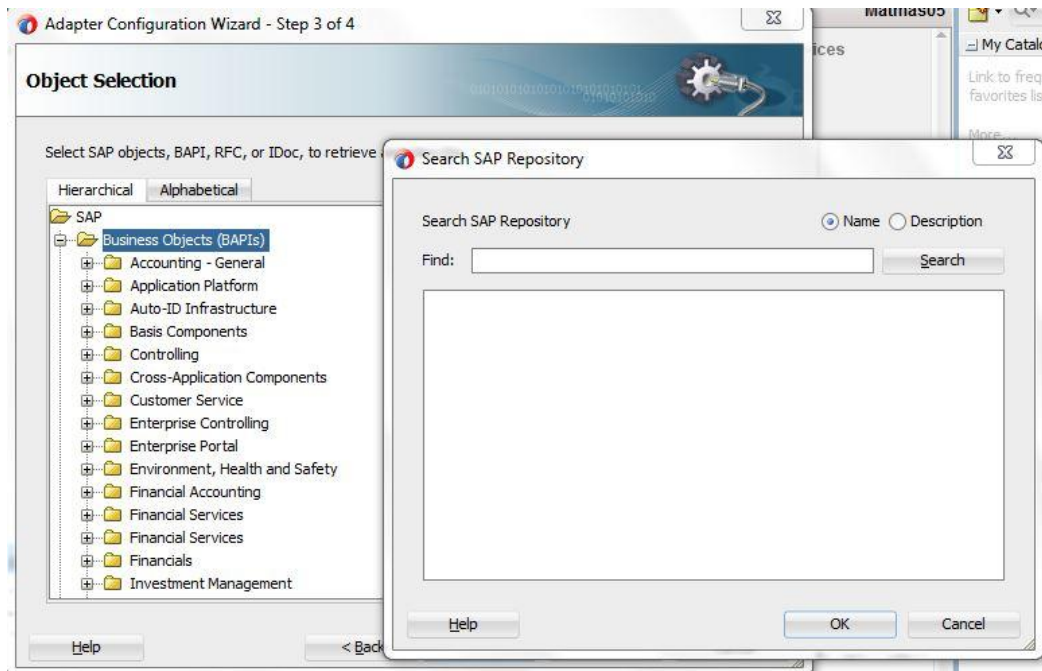 Adapter Configuration Wizard - Step 3 of 4
Object Selection
Select SAP objects, BAPI, RFC, or IDoc, to retrieve
Hierarchical
Alphabetical
SAP
Business Objects (BAPIs)
Accounting - General
Application Platform
Auto-ID Infrastructure
Basis Components
Controlling
Cross-Application Components
Customer Service
Enterprise Controlling
Enterprise Portal
Environment, Health and Safety
Financial Accounting
Financial Services
Financial Services
Financials
Investment Management
Help
< Back
Search SAP Repository
Search SAP Repository
Name
Description
Find:
Search
Help
OK
Cancel
ices
My Catal
Link to freq
favorites lis
More...